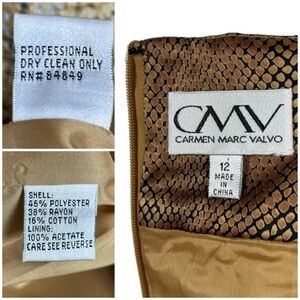 PROFESSIONAL
DRY CLEAN ONLY
RN# 84849
SHELL:
46% POLYESTER
38% RAYON
16% COTTON
LINING:
100% ACETATE
CARE SEE REVERSE
CMV
CARMEN MARC VALVO
12
MADE IN
CHINA